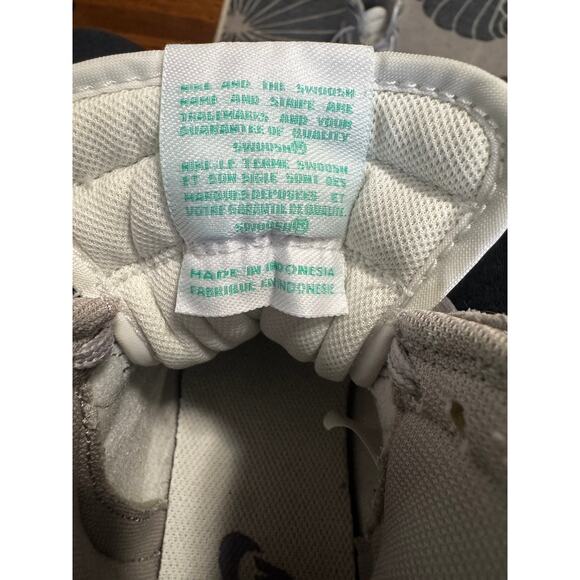 NIKE AND THE SWOOSH
NAME AND STRIPE ARE
TRADEMARKS AND YOUR
GUARANTEE OF QUALITY
SWOOSH®
NIKE-LE TERME SWOOSH
ET SON SIGLE SONT DES
MARQUES DEPOSEES ET
VOTRE GARANTIE DE QUALITE
SWOOSH®
MADE IN INDONESIA
FABRIQUE EN INDONESIE